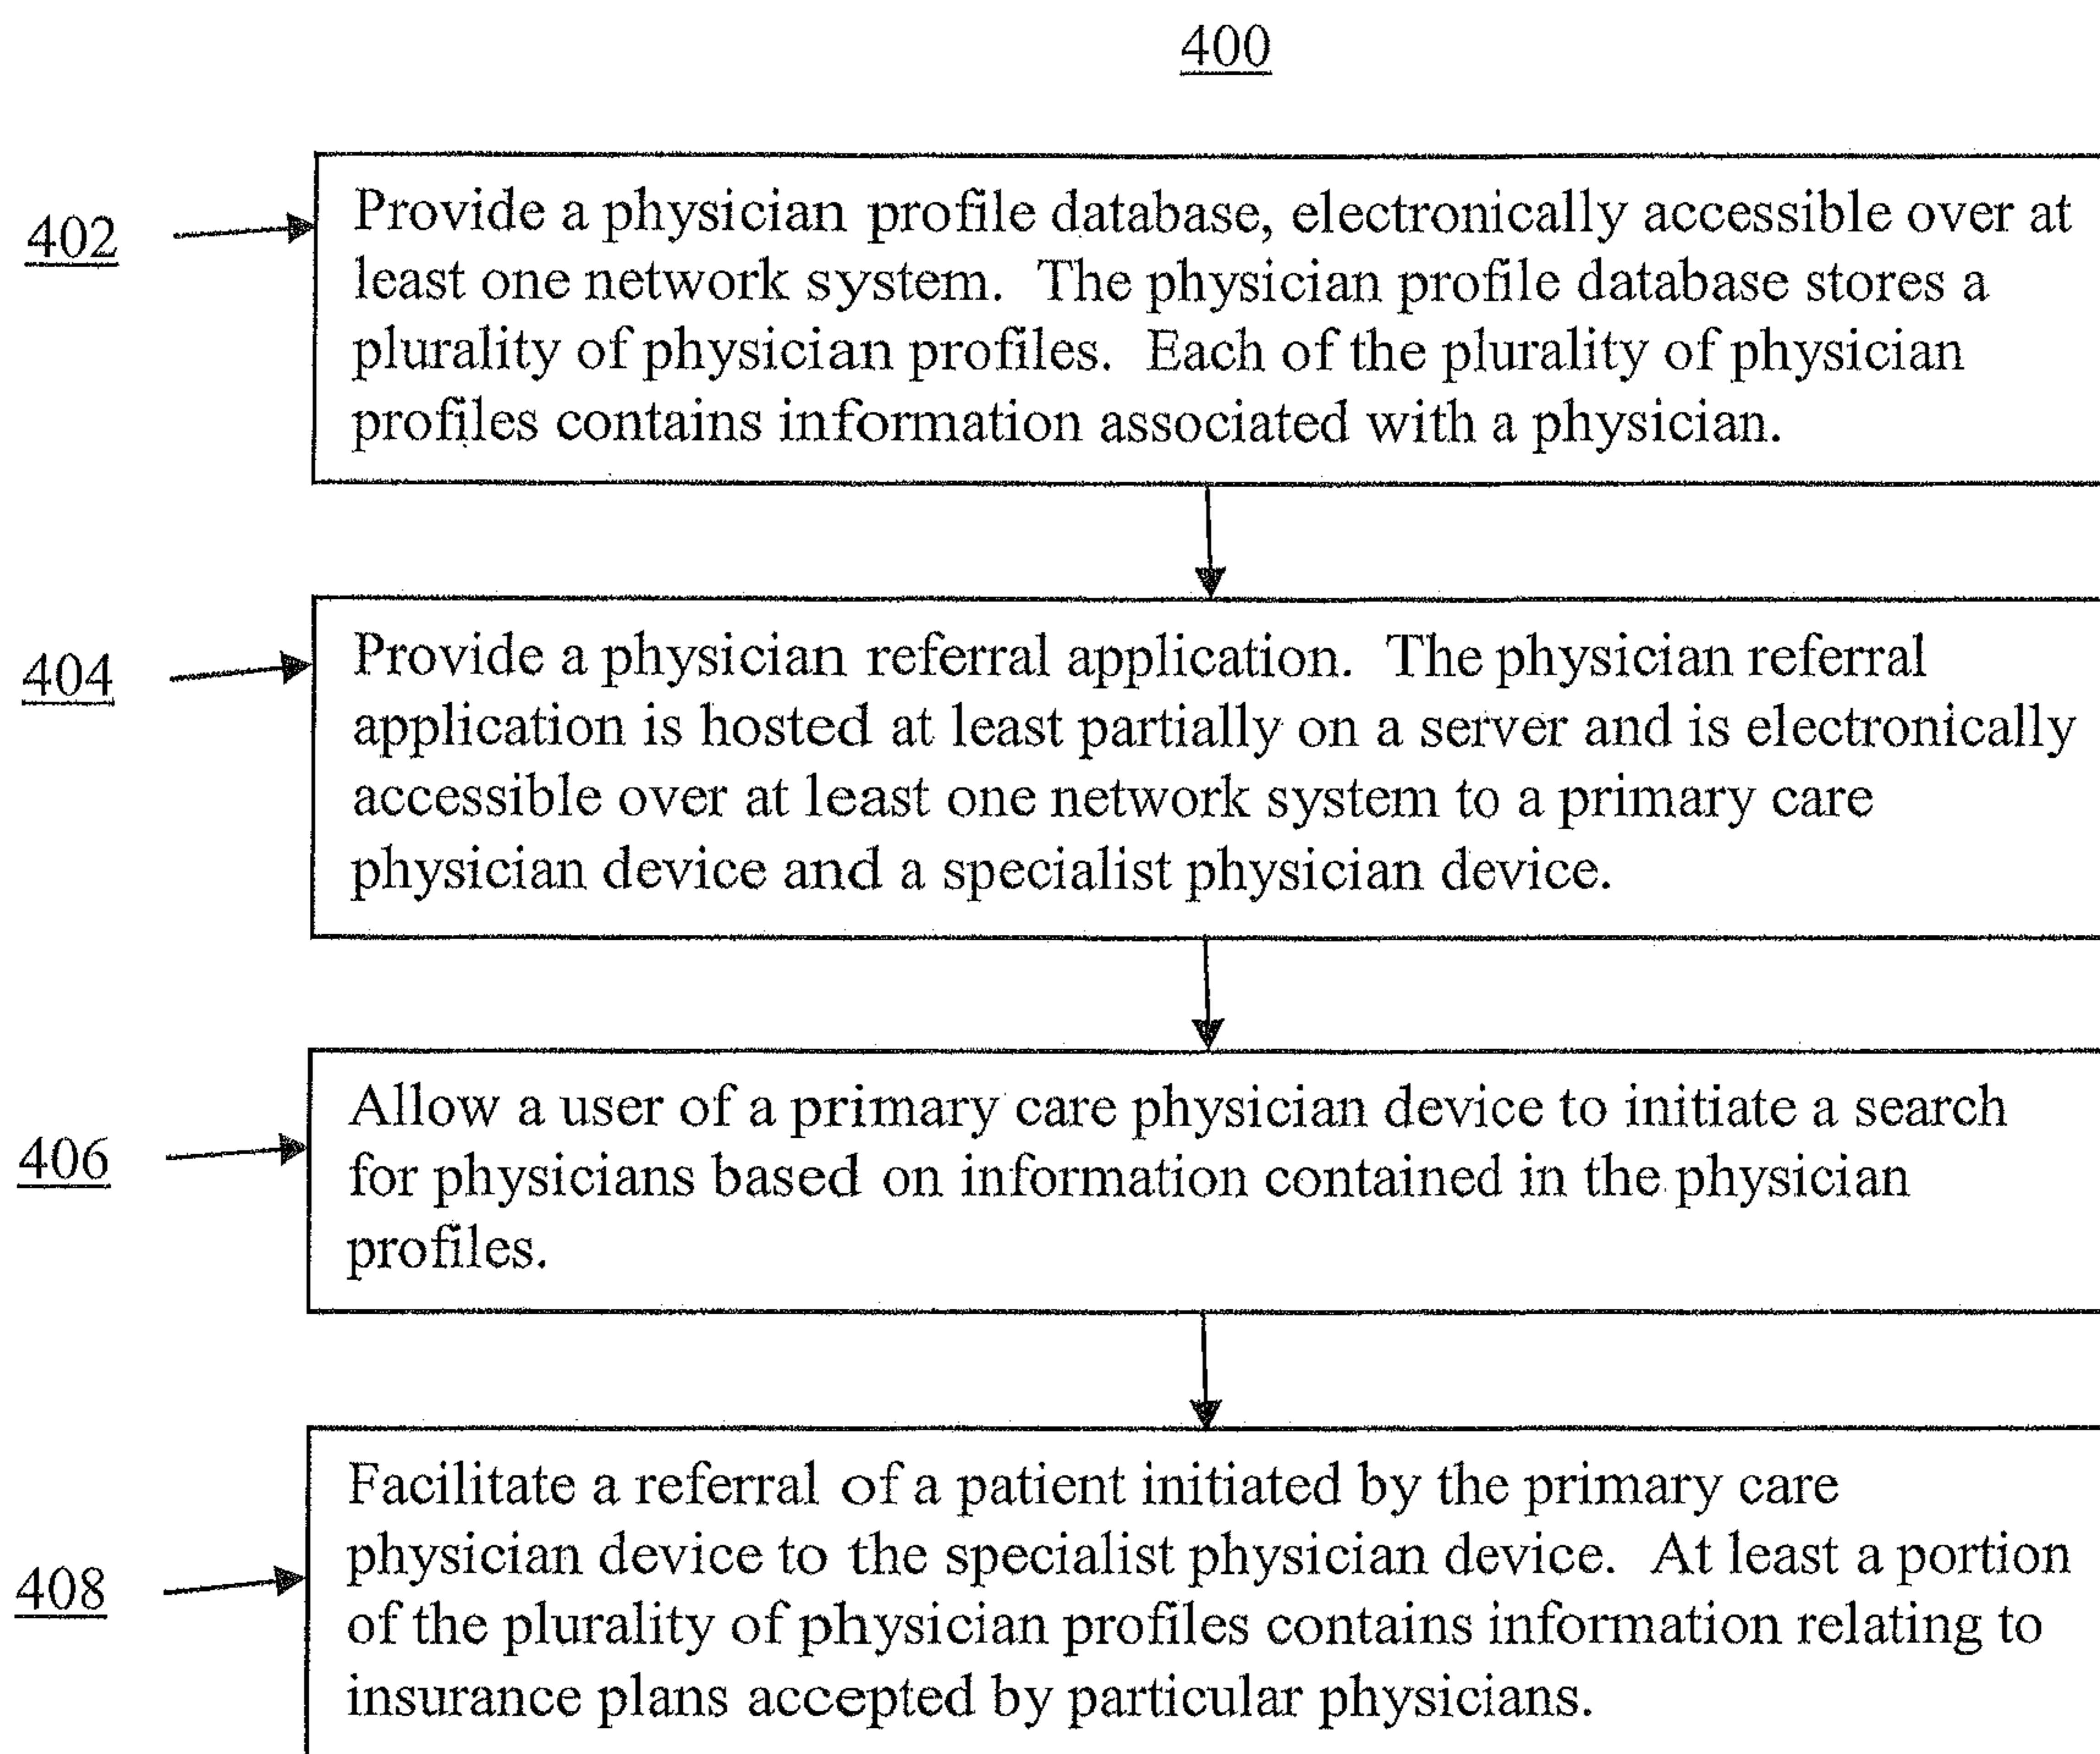 400
402
Provide a physician profile database, electronically accessible over at
least one network system. The physician profile database stores a
plurality of physician profiles. Each of the plurality of physician
profiles contains information associated with a physician.
404
Provide a physician referral application. The physician referral
application is hosted at least partially on a server and is electronically
accessible over at least one network system to a primary care
physician device and a specialist physician device.
406
Allow a user of a primary care physician device to initiate a search
for physicians based on information contained in the physician
profiles.
408
Facilitate a referral of a patient initiated by the primary care
physician device to the specialist physician device. At least a portion
of the plurality of physician profiles contains information relating to
insurance plans accepted by particular physicians.